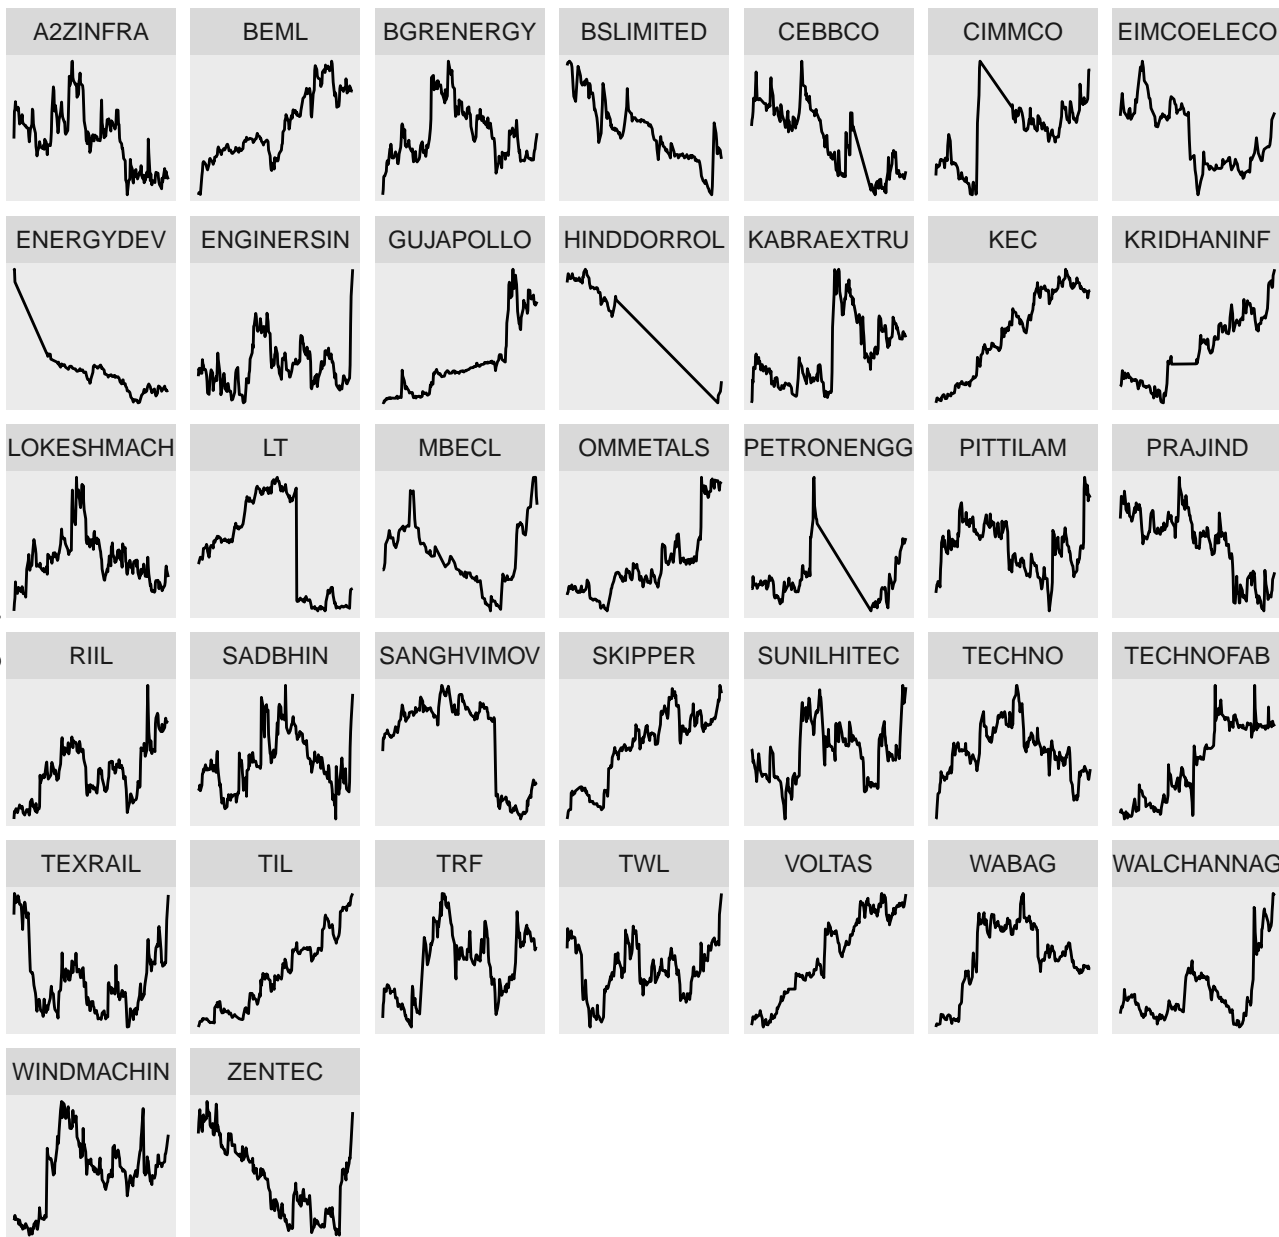 A2ZINFRA BEML BGRENERGY BSLIMITED CEBBCO CIMMCO EIMCOELECO
ENERGYDEV ENGINERSIN GUJAPOLLO HINDDORROL KABRAEXTRU KEC KRIDHANINF
LOKESHMACH LT MBECL OMMETALS PETRONENGG PITTILAM PRAJIND
RIIL SADBHIN SANGHVIMOV SKIPPER SUNILHITEC TECHNO TECHNOFAB
TEXRAIL TIL TRF TWL VOLTAS WABAG WALCHANNAG
WINDMACHIN ZENTEC